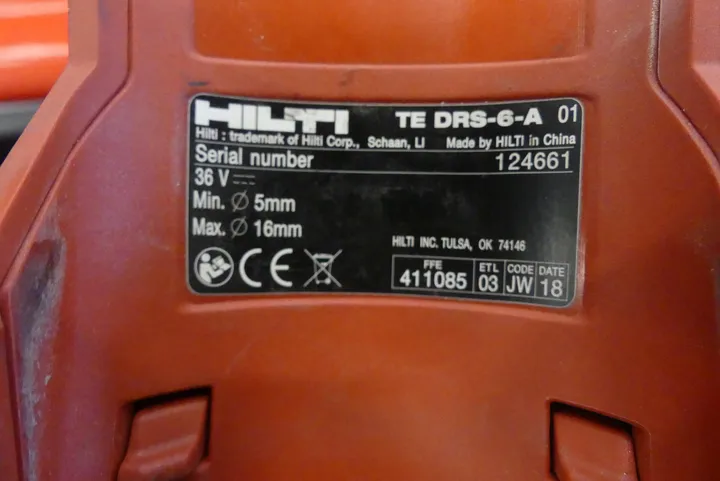 HILTI TE DRS-6-A 01
Hilti : trademark of Hilti Corp., Schaan, LI Made by HILTI in China
Serial number 124661
36 V
Min. Ø 5mm
Max. Ø 16mm
HILTI INC. TULSA, OK 74146
FFE ETL CODE DATE
CE 411085 03 JW 18